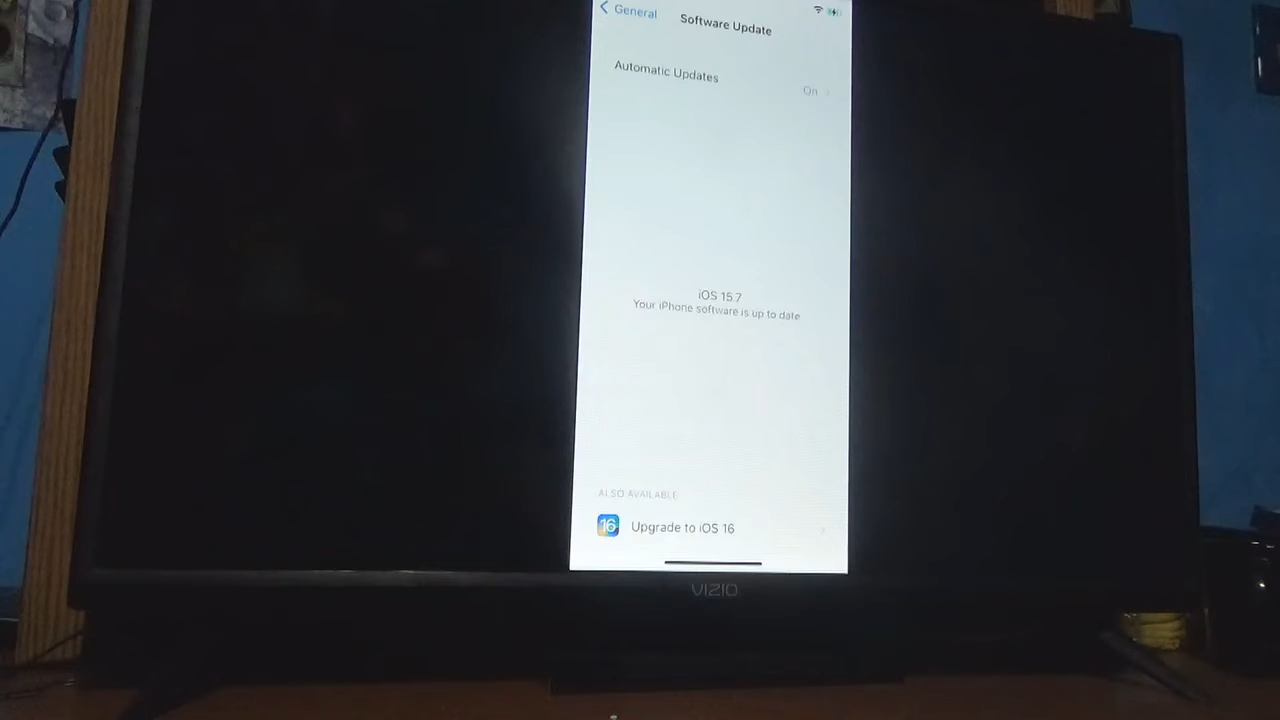 General
Software Update
Automatic Updates
On
iOS 15.7
Your iPhone software is up to date
ALSO AVAILABLE
16
Upgrade to iOS 16
VIZIO